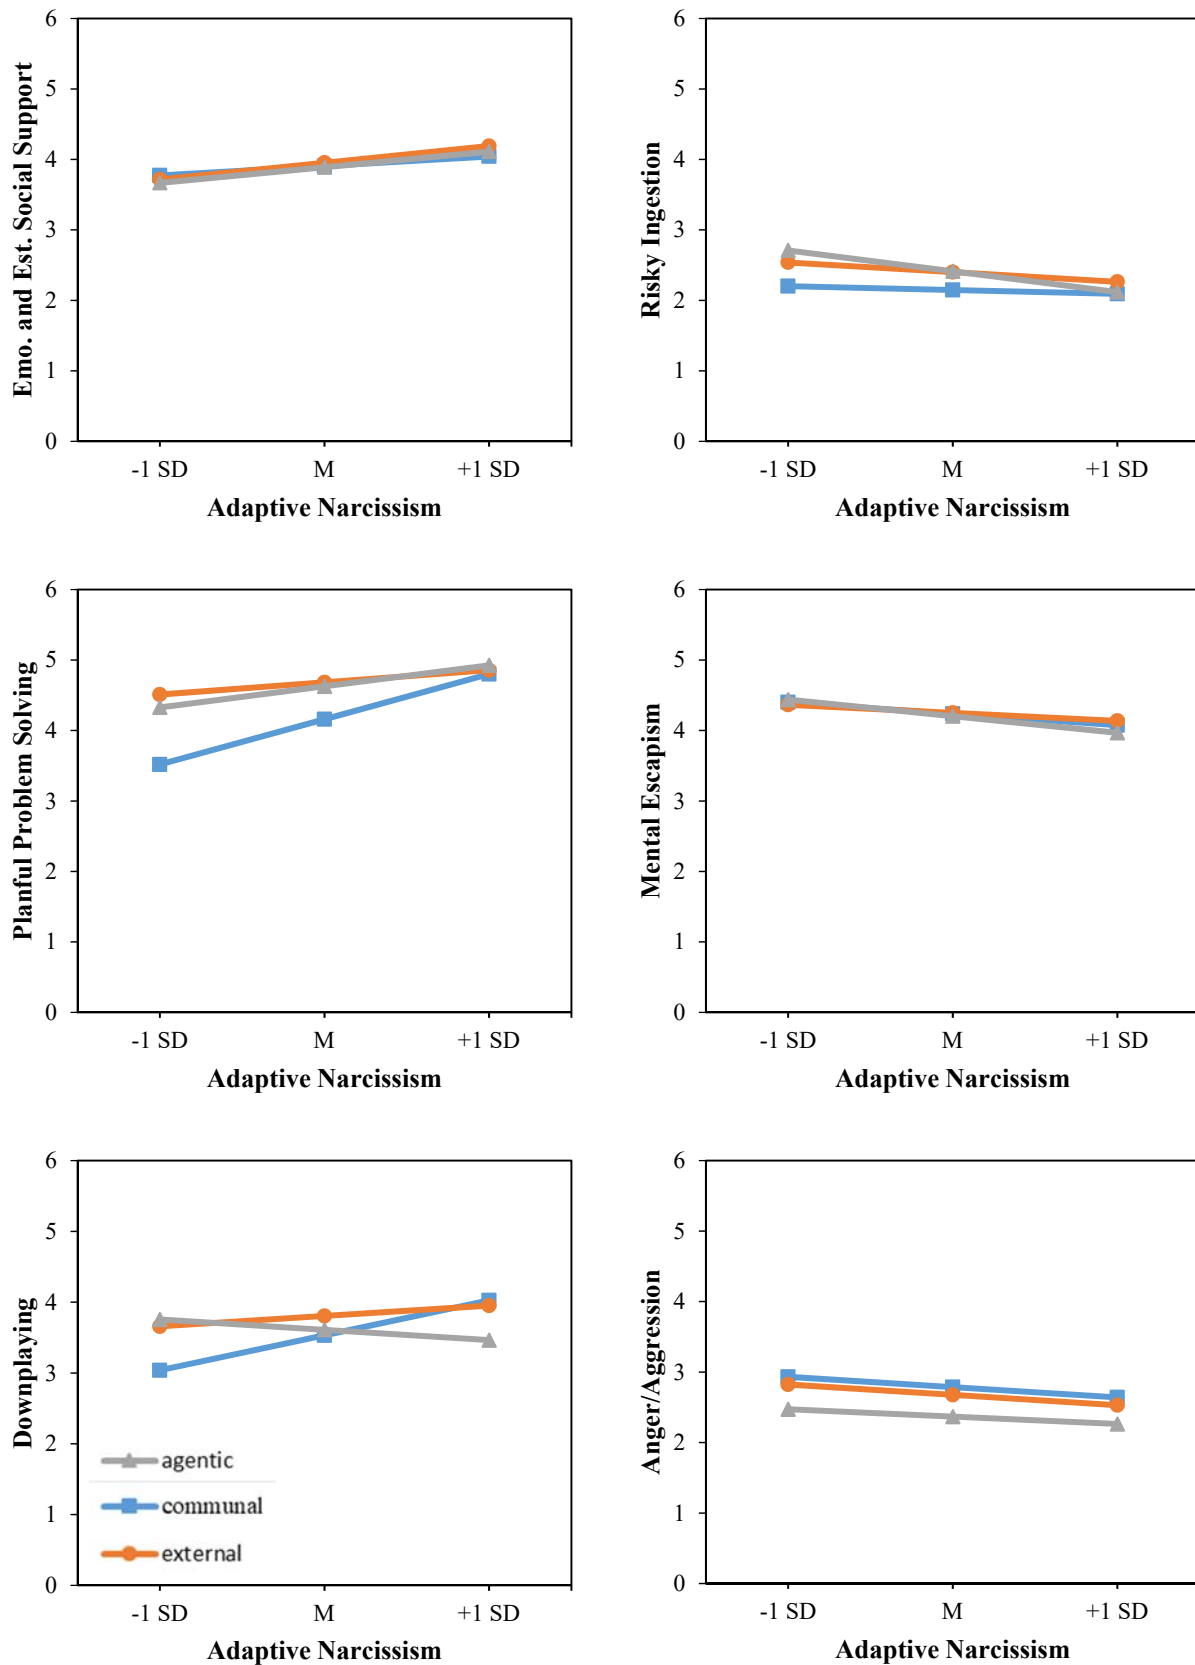 Emo. and Est. Social Support
6
5
4
3
2
1
0
-1 SD M +1 SD
Adaptive Narcissism
Risky Ingestion
6
5
4
3
2
1
0
-1 SD M +1 SD
Adaptive Narcissism
Planful Problem Solving
6
5
4
3
2
1
0
-1 SD M +1 SD
Adaptive Narcissism
Mental Escapism
6
5
4
3
2
1
0
-1 SD M +1 SD
Adaptive Narcissism
Downplaying
6
5
4
3
2
1
0
agentic
communal
external
-1 SD M +1 SD
Adaptive Narcissism
Anger/Aggression
6
5
4
3
2
1
0
-1 SD M +1 SD
Adaptive Narcissism